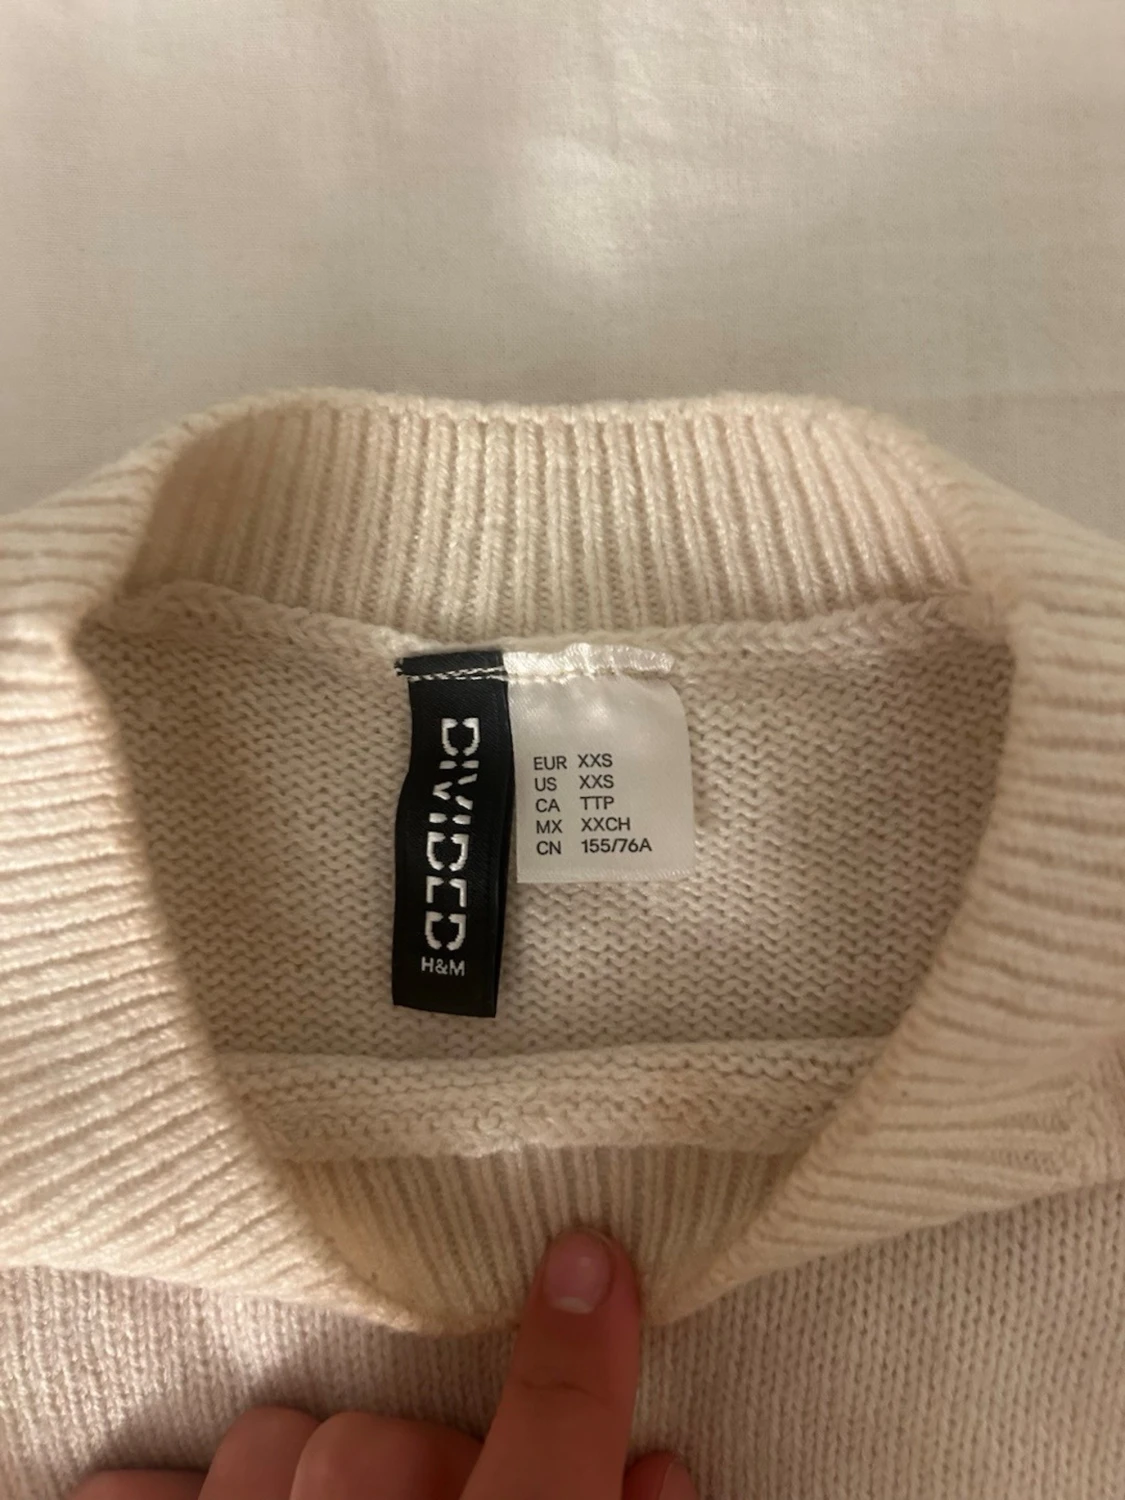 DIVIDED
H&M
EUR XXS
US XXS
CA TTP
MX XXCH
CN 155/76A